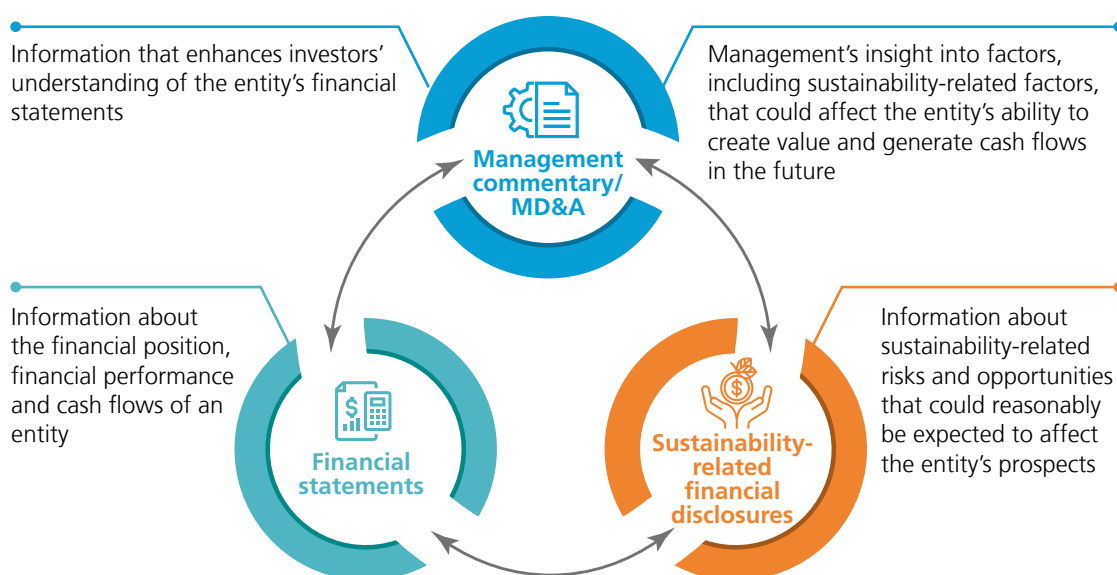 Information that enhances investors’
understanding of the entity’s financial
statements
Management’s insight into factors,
including sustainability-related factors,
that could affect the entity’s ability to
create value and generate cash flows
in the future
Management
commentary/
MD&A
Information about
the financial position,
financial performance
and cash flows of an
entity
Financial
statements
Sustainability-
related
financial
disclosures
Information about
sustainability-related
risks and opportunities
that could reasonably
be expected to affect
the entity’s prospects